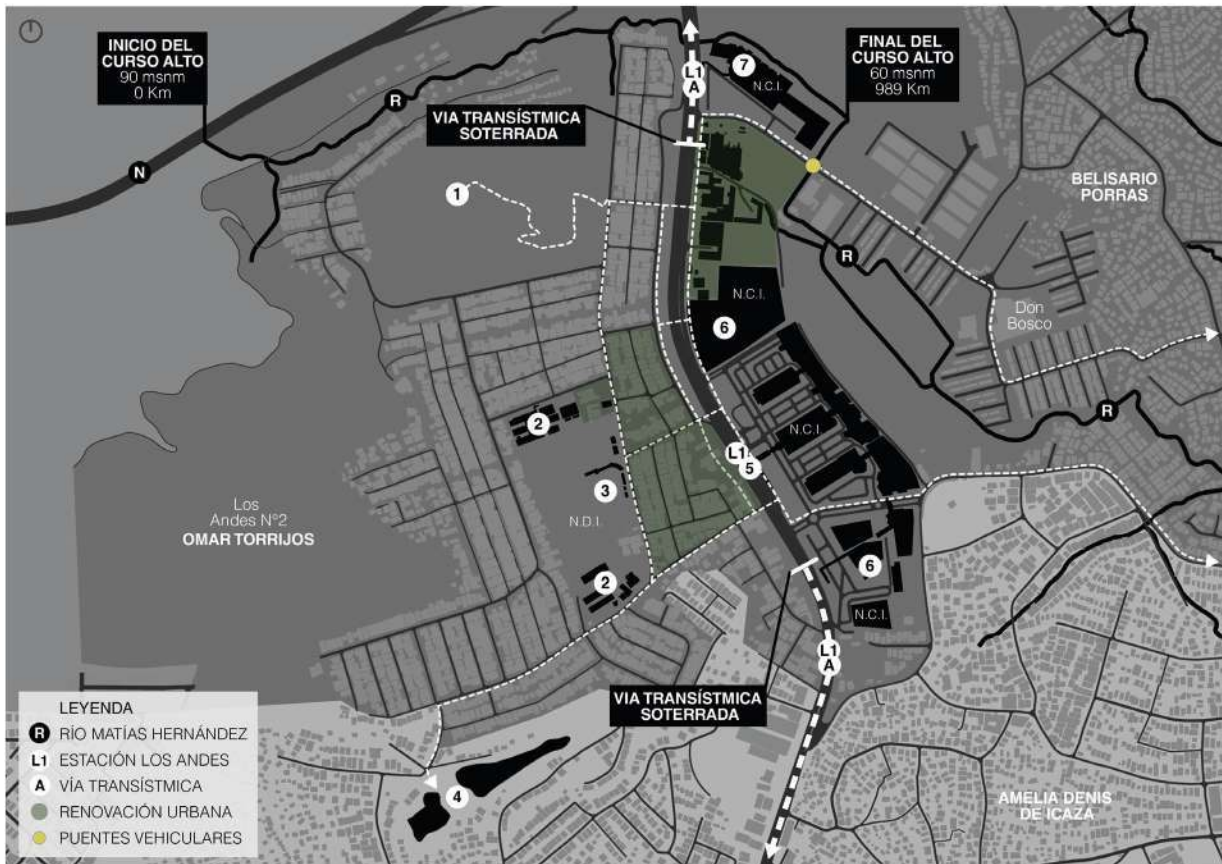 INICIO DEL
CURSO ALTO
90 msnm
0 Km
FINAL DEL
CURSO ALTO
60 msnm
989 Km
VIA TRANSÍSTMICA
SOTERRADA
L1
A
7
N.C.I.
R
N
1
BELISARIO
PORRAS
R
N.C.I.
6
Don
Bosco
2
N.C.I.
L1
5
R
3
N.D.I.
Los
Andes N°2
OMAR TORRIJOS
2
6
N.C.I.
L1
A
VIA TRANSÍSTMICA
SOTERRADA
4
AMELIA DENIS
DE ICAZA
LEYENDA
R RÍO MATÍAS HERNÁNDEZ
L1 ESTACIÓN LOS ANDES
A VÍA TRANSÍSTMICA
RENOVACIÓN URBANA
PUENTES VEHICULARES